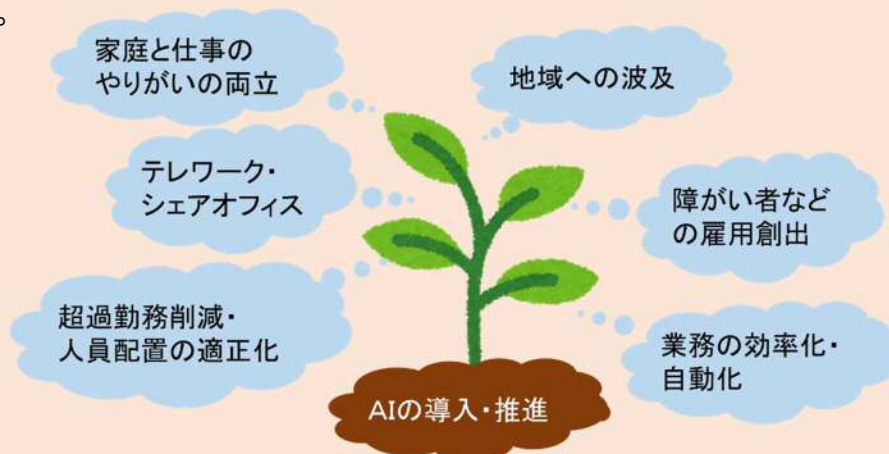 。
家庭と仕事の
やりがいの両立
地域への波及
テレワーク・
シェアオフィス
障がい者など
の雇用創出
超過勤務削減・
人員配置の適正化
業務の効率化・
自動化
AIの導入・推進